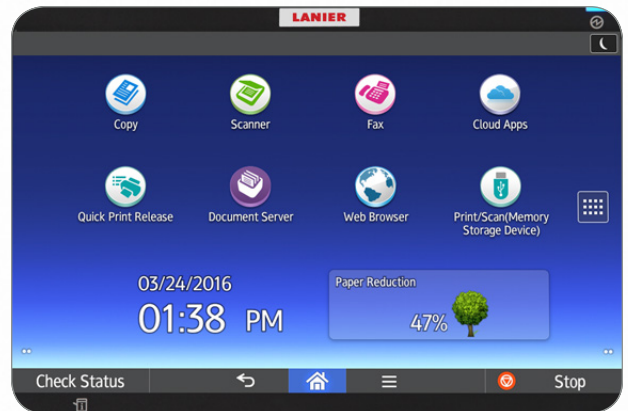 LANIER
Copy
Scanner
Fax
Cloud Apps
Quick Print Release
Document Server
Web Browser
Print/Scan(Memory
Storage Device)
03/24/2016
01:38 PM
Paper Reduction
47%
Check Status
Stop